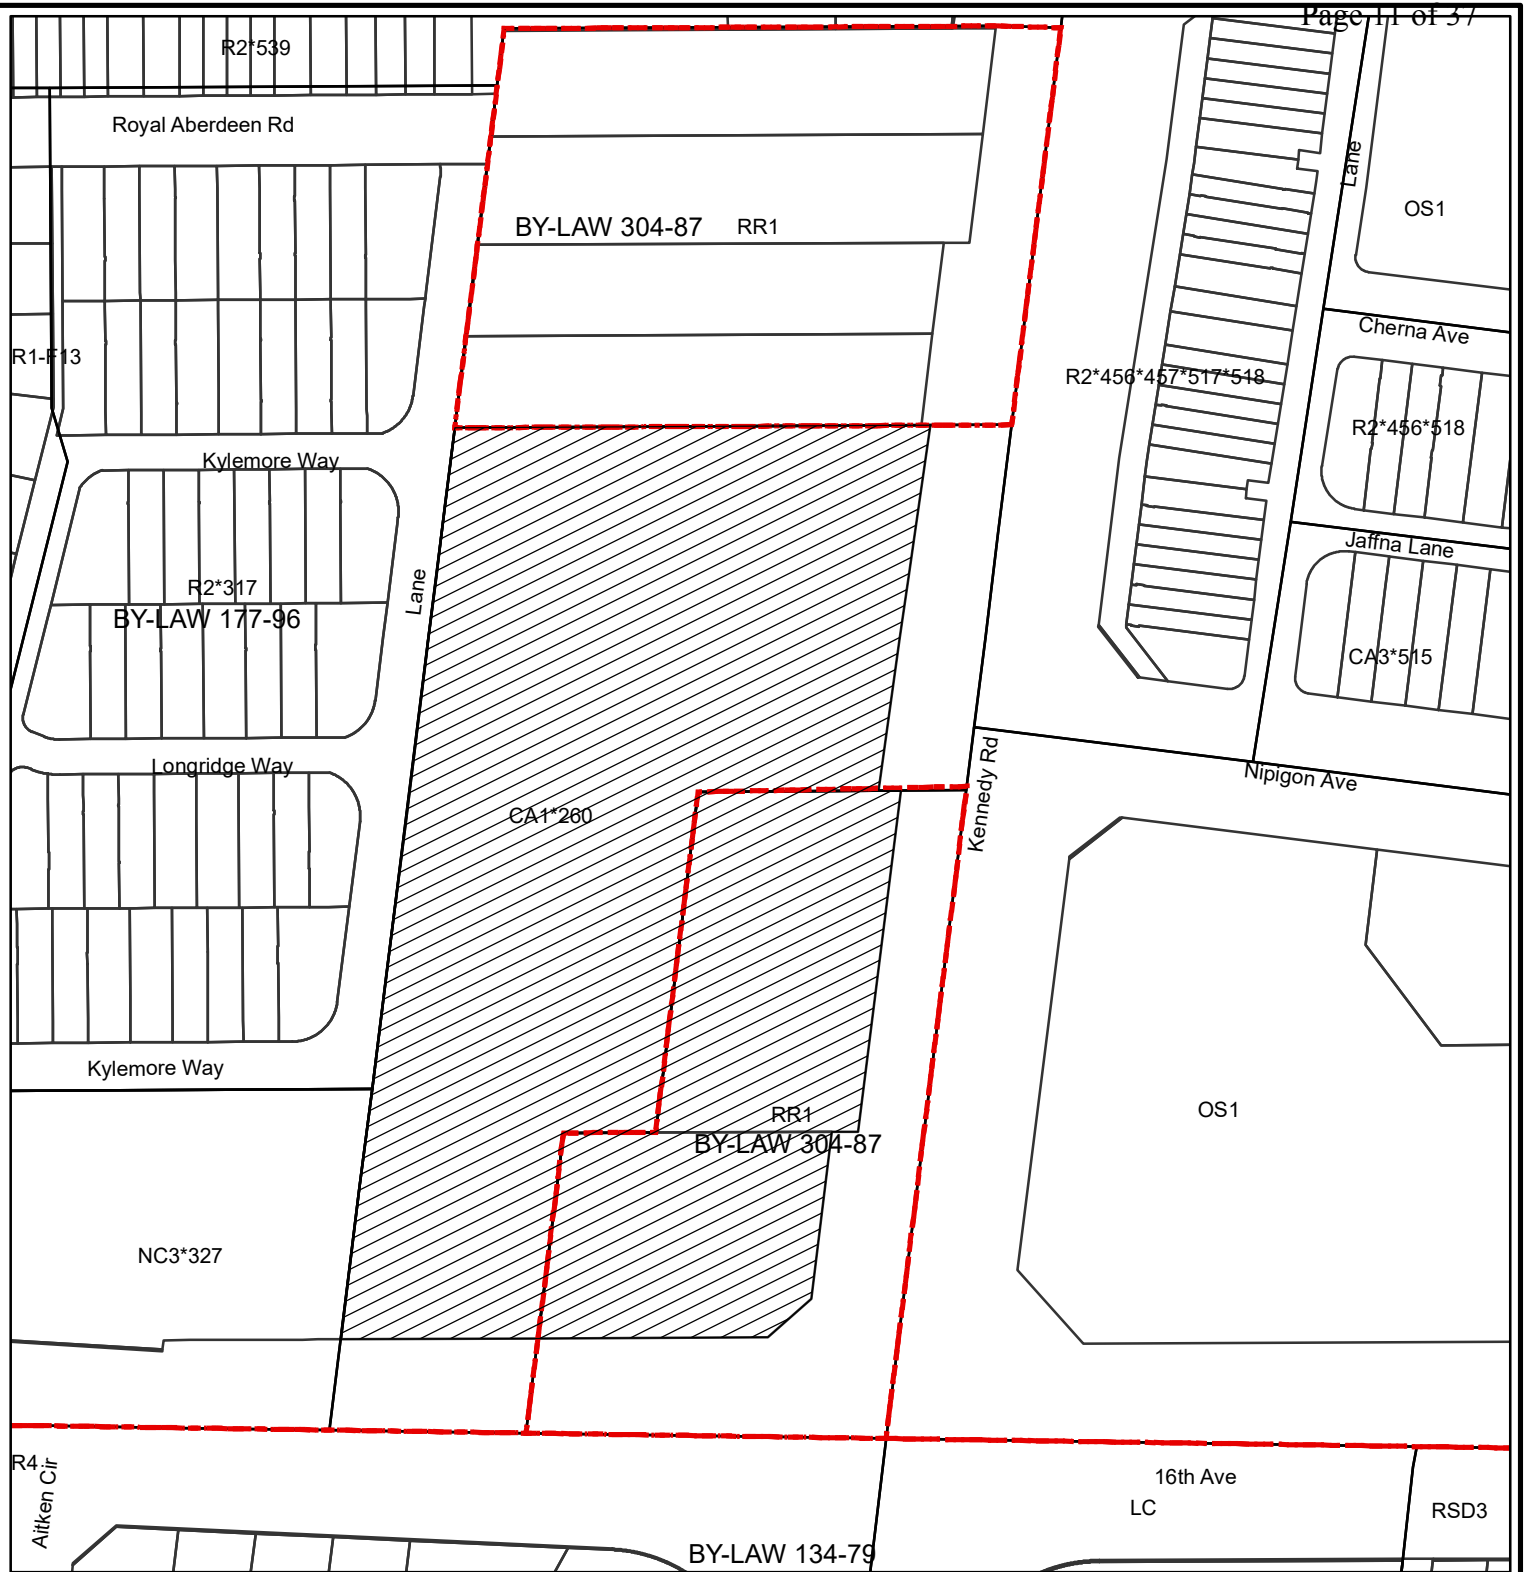 Page 11 of 37
R2*539
Royal Aberdeen Rd
Lane
OS1
BY-LAW 304-87 RR1
Cherna Ave
R1-F13
R2*456*457*517*518
R2*456*518
Kylemore Way
Jaffna Lane
Lane
R2*317
BY-LAW 177-96
CA3*515
Longridge Way
Kennedy Rd
Nipigon Ave
CA1*260
Kylemore Way
RR1
BY-LAW 304-87
OS1
NC3*327
R4
Aitken Cir
16th Ave
LC
RSD3
BY-LAW 134-79